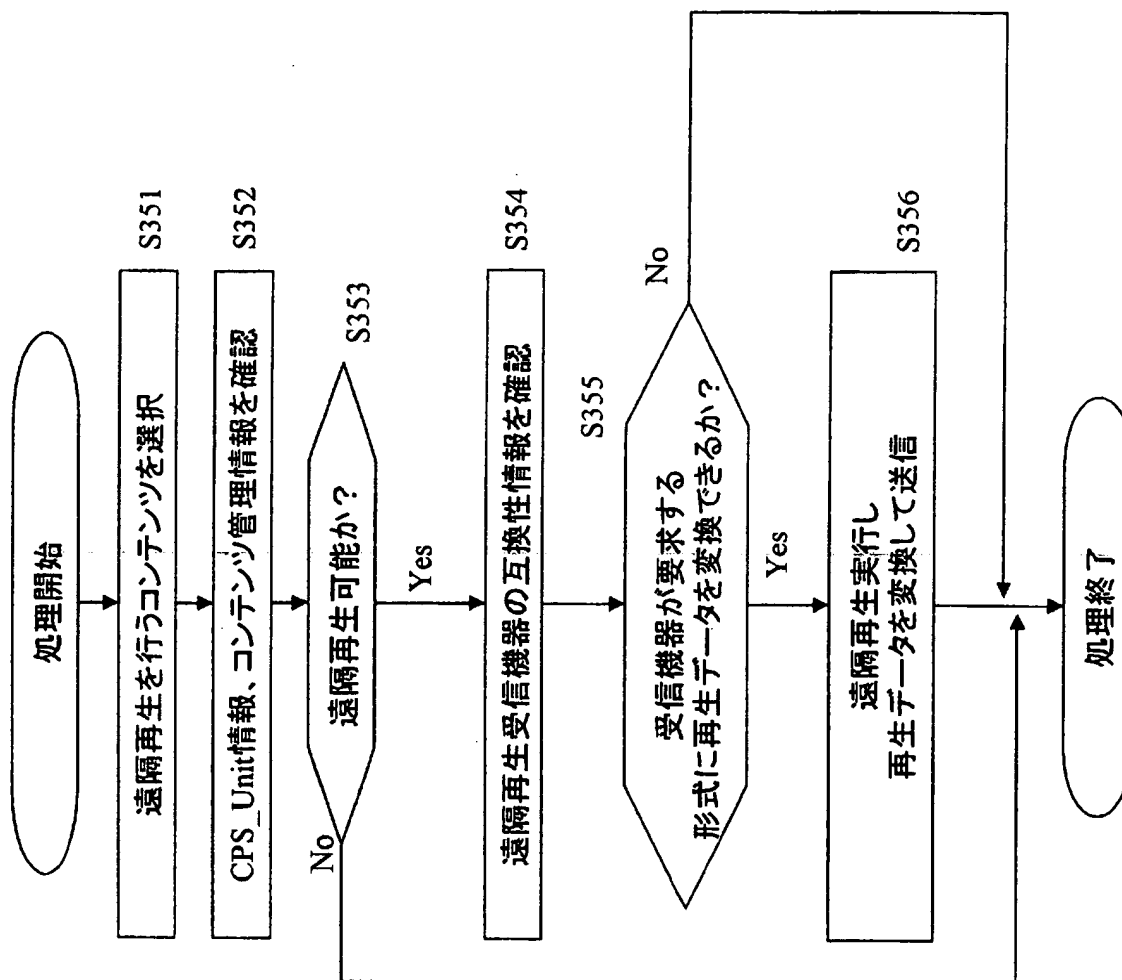 処理開始
遠隔再生を行うコンテンツを選択
S351
CPS_Unit情報、コンテンツ管理情報を確認
S352
遠隔再生可能か?
S353
No
Yes
遠隔再生受信機器の互換性情報を確認
S354
S355
受信機器が要求する
形式に再生データを変換できるか?
No
Yes
遠隔再生実行し
再生データを変換して送信
S356
処理終了